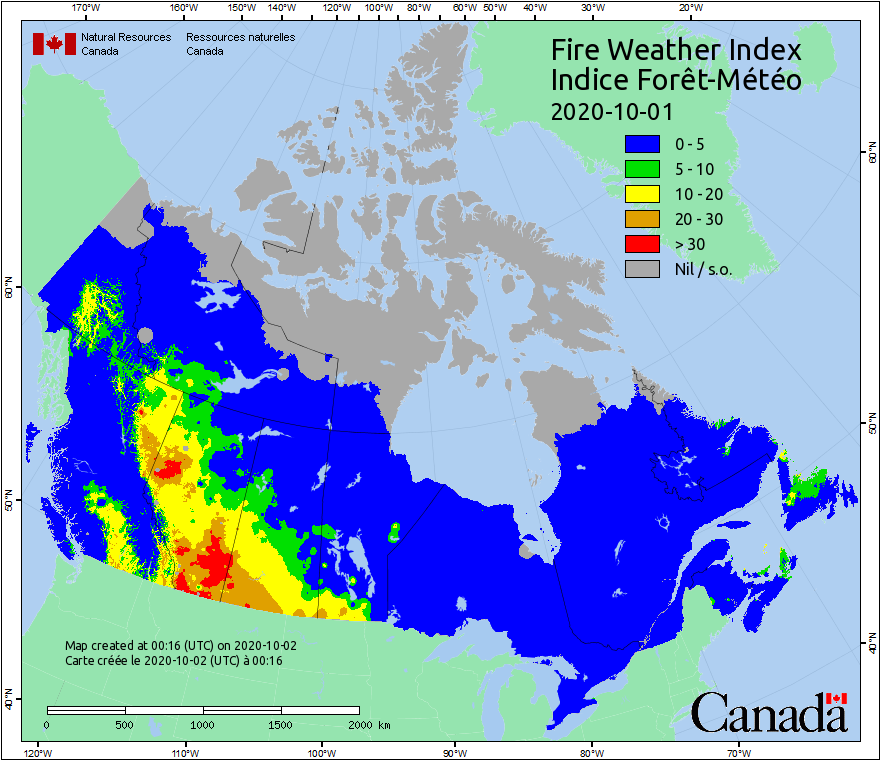 170°W 160°W 150°W 140°W 130°W 120°W 110°W 100°W 90°W 80°W 60°W 50°W 40°W 30°W 20°W
Natural Resources Ressources naturelles
Canada Canada
Fire Weather Index
Indice Forêt-Météo
2020-10-01
0 - 5
5 - 10
10 - 20
20 - 30
> 30
Nil / s.o.
60°N
60°N
50°N
50°N
40°N
40°N
Map created at 00:16 (UTC) on 2020-10-02
Carte créée le 2020-10-02 (UTC) à 00:16
0 500 1000 1500 2000 km
Canada
120°W 110°W 100°W 90°W 80°W 70°W